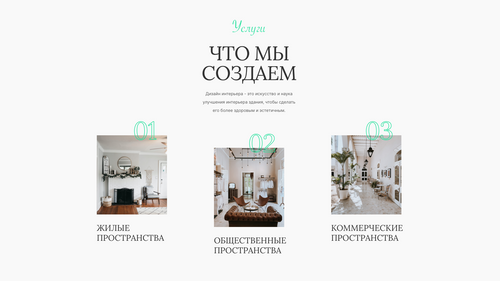 Услуги
ЧТО МЫ
СОЗДАЕМ
Дизайн интерьера - это искусство и наука
улучшения интерьера здания, чтобы сделать
его более здоровым и эстетичным.
01
02
03
ЖИЛЫЕ
ПРОСТРАНСТВА
ОБЩЕСТВЕННЫЕ
ПРОСТРАНСТВА
КОММЕРЧЕСКИЕ
ПРОСТРАНСТВА